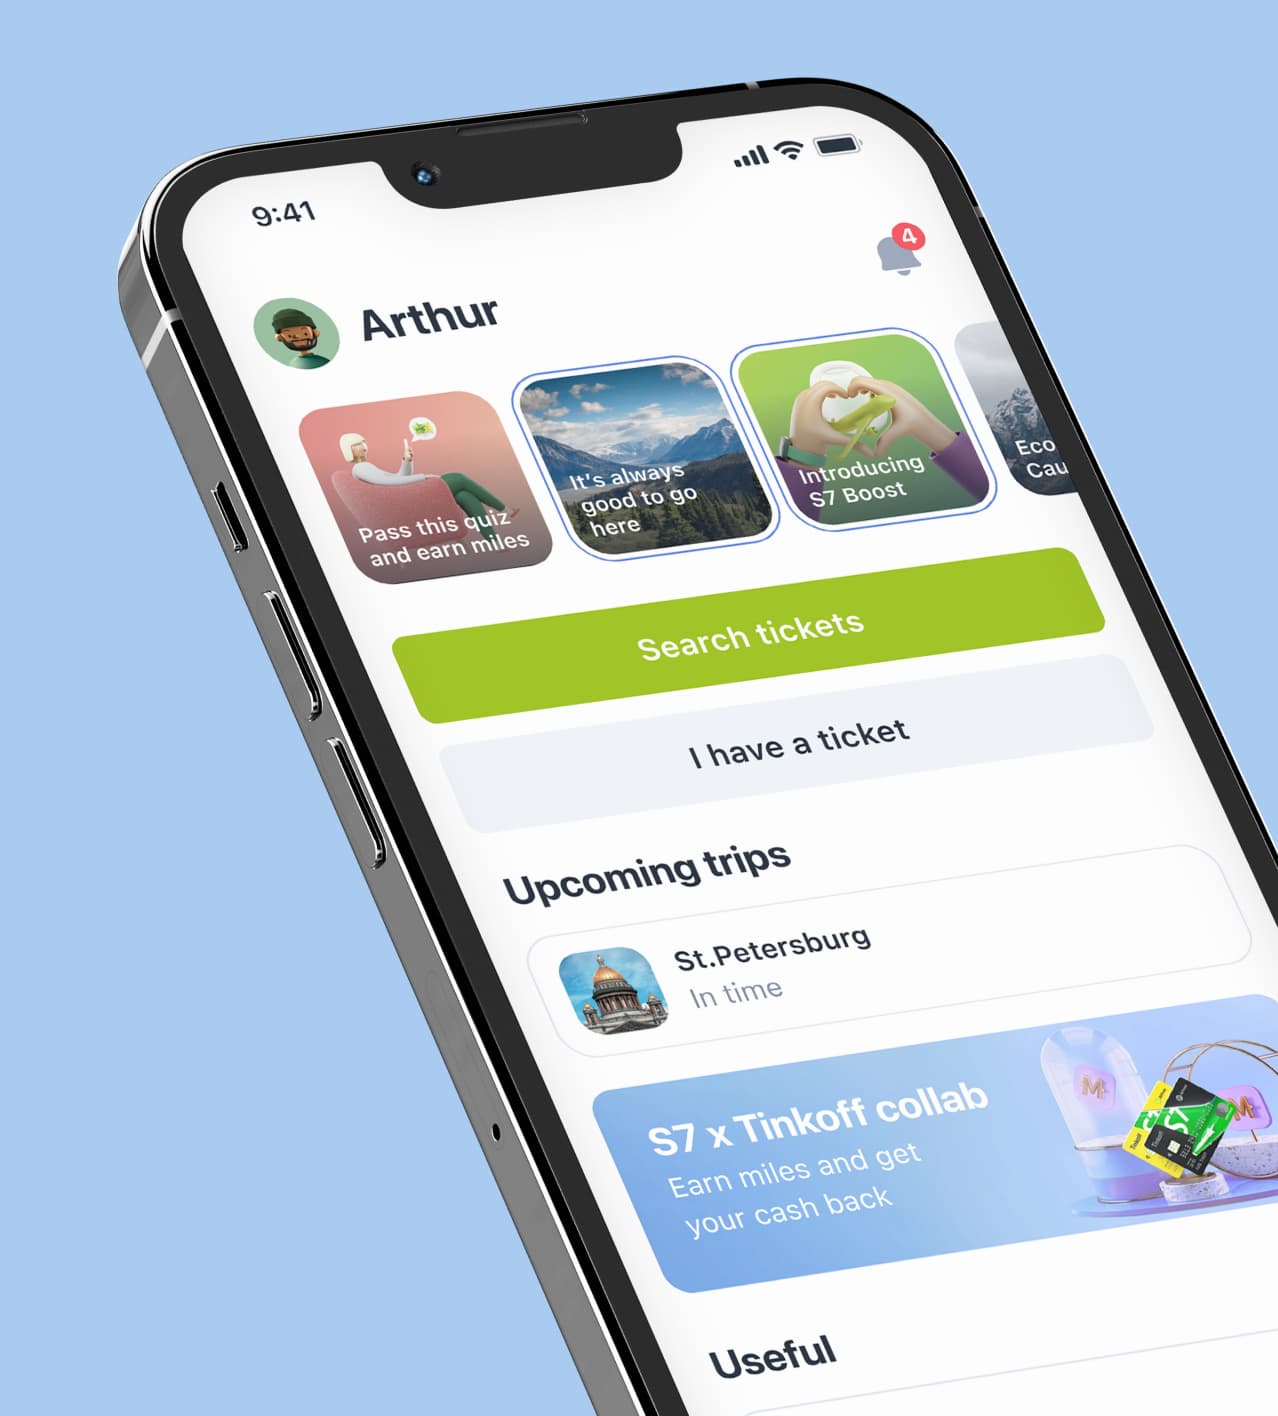 9:41
4
Arthur
Pass this quiz
and earn miles
It's always
good to go
here
Introducing
S7 Boost
Eco
Cau
Search tickets
I have a ticket
Upcoming trips
St.Petersburg
In time
S7 x Tinkoff collab
Earn miles and get
your cash back
M
M
S7
Useful